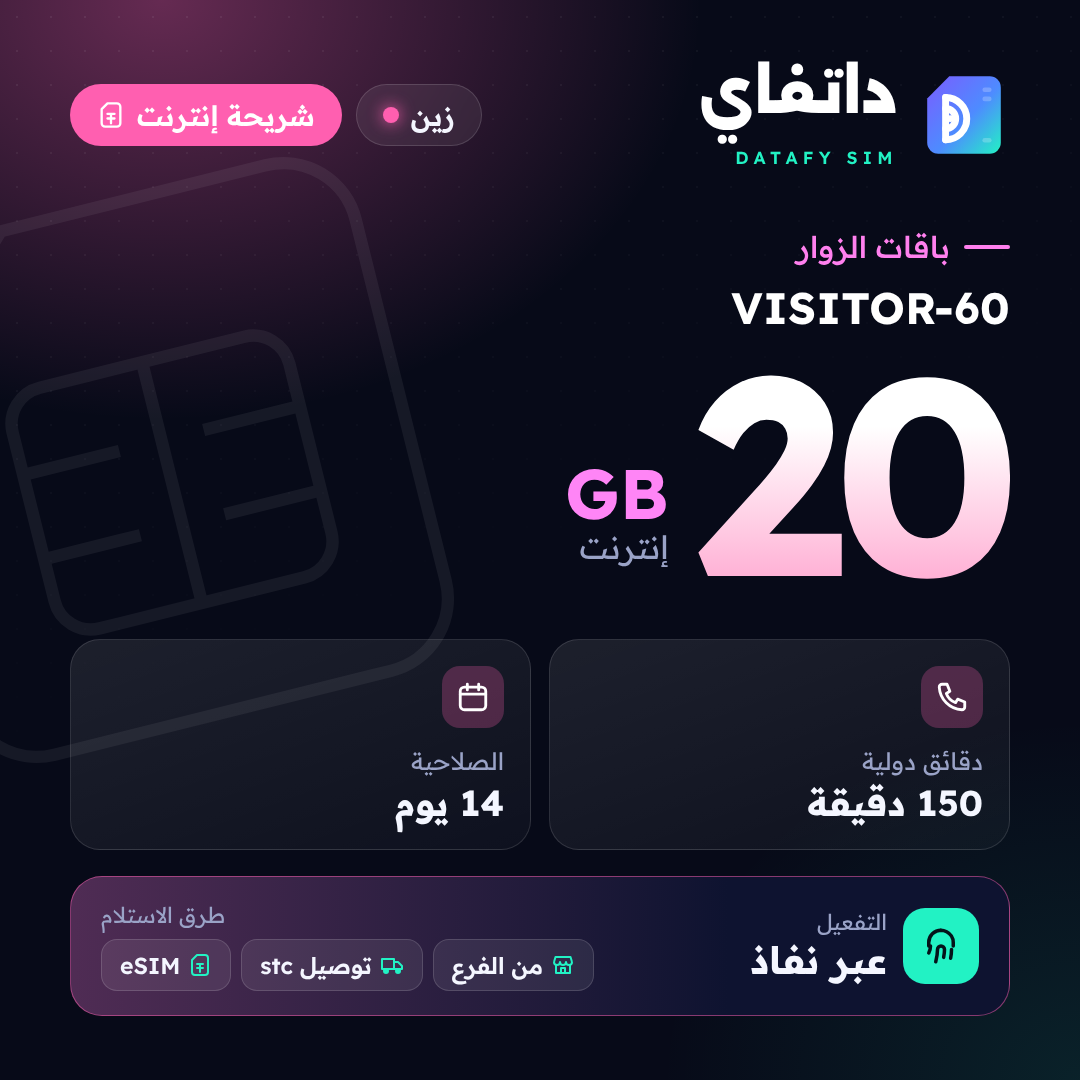 داتفاي
DATAFY SIM
زين
شريحة إنترنت
باقات الزوار
VISITOR-60
20
GB
إنترنت
دقائق دولية
150 دقيقة
الصلاحية
14 يوم
التفعيل
عبر نفاذ
طرق الاستلام
من الفرع
توصيل stc
eSIM